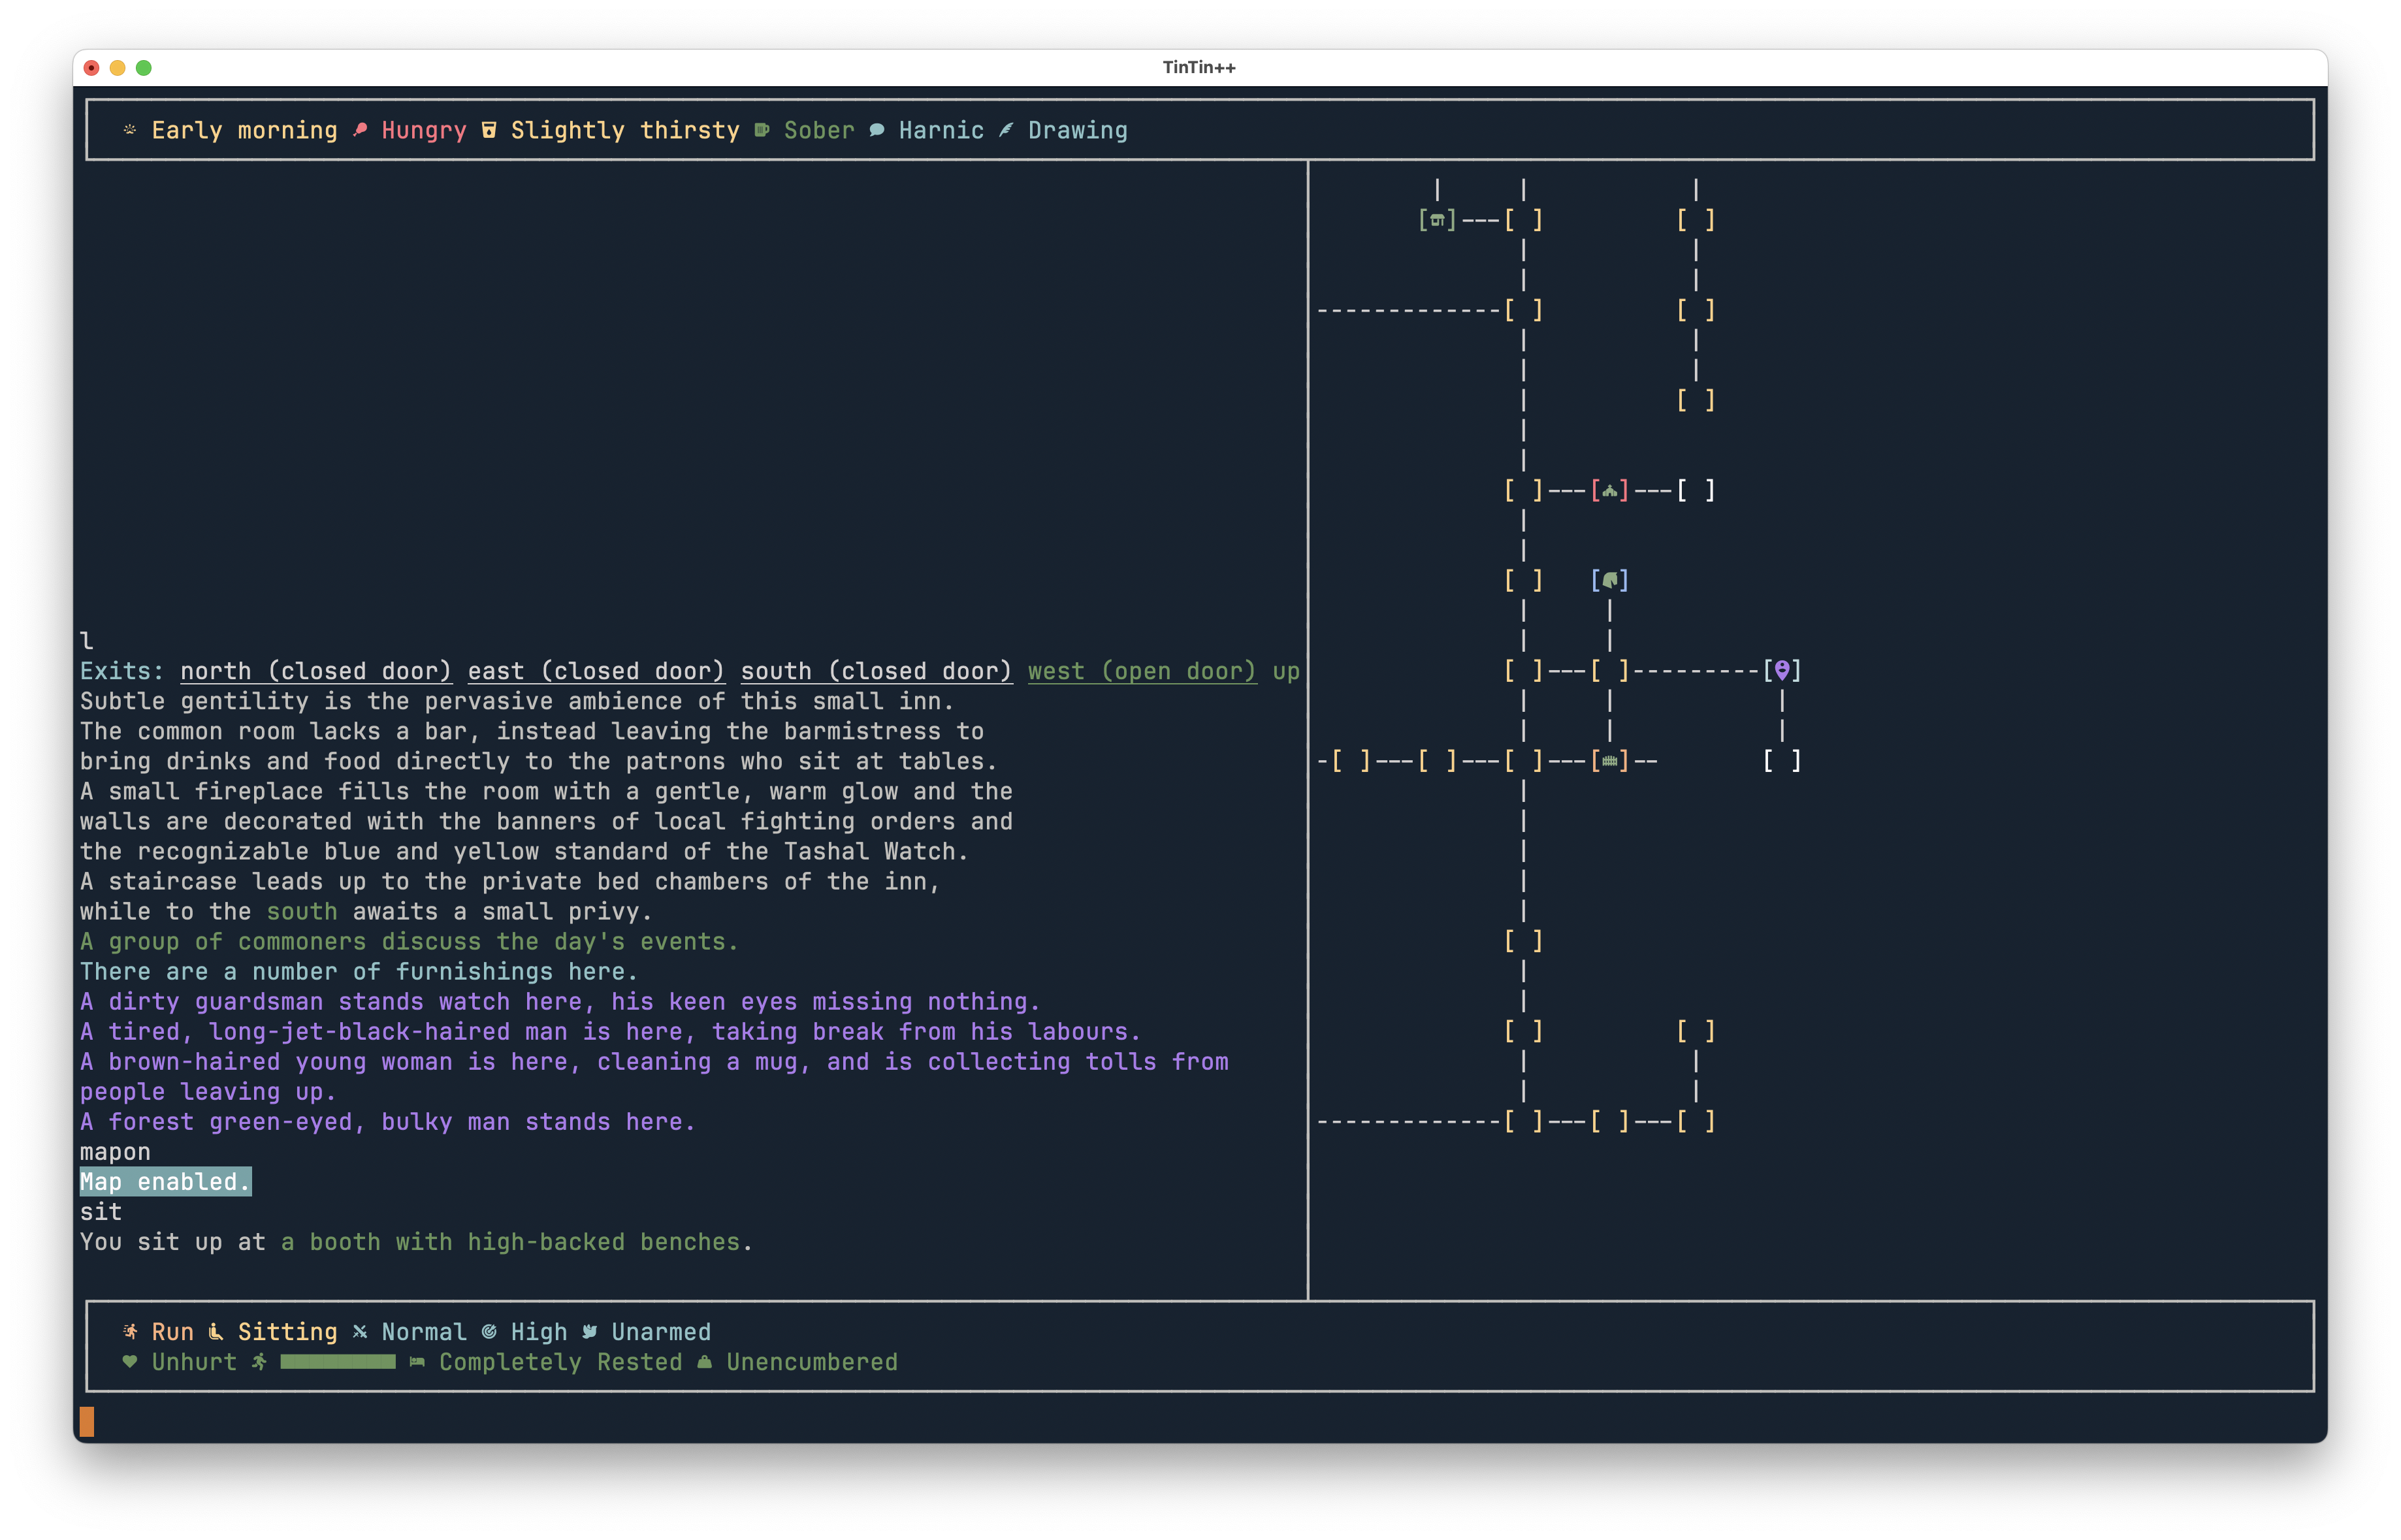 TinTin++
Early morning Hungry Slightly thirsty Sober Harnic Drawing
l
Exits: north (closed door) east (closed door) south (closed door) west (open door) up
Subtle gentility is the pervasive ambience of this small inn.
The common room lacks a bar, instead leaving the barmistress to
bring drinks and food directly to the patrons who sit at tables.
A small fireplace fills the room with a gentle, warm glow and the
walls are decorated with the banners of local fighting orders and
the recognizable blue and yellow standard of the Tashal Watch.
A staircase leads up to the private bed chambers of the inn,
while to the south awaits a small privy.
A group of commoners discuss the day's events.
There are a number of furnishings here.
A dirty guardsman stands watch here, his keen eyes missing nothing.
A tired, long-jet-black-haired man is here, taking break from his labours.
A brown-haired young woman is here, cleaning a mug, and is collecting tolls from
people leaving up.
A forest green-eyed, bulky man stands here.
mapon
Map enabled.
sit
You sit up at a booth with high-backed benches.
Run Sitting Normal High Unarmed
Unhurt Completely Rested Unencumbered